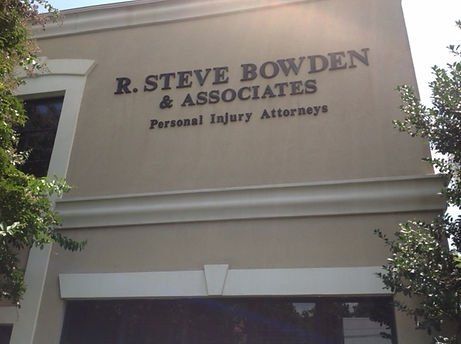 R. STEVE BOWDEN
& ASSOCIATES
Personal Injury Attorneys